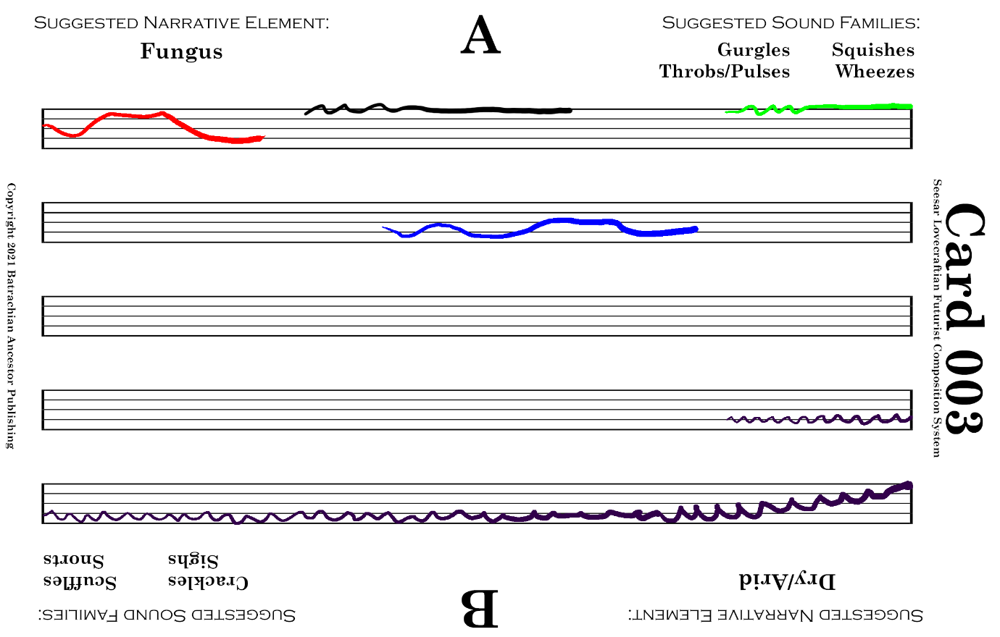 Suggested Narrative Element:
Fungus
A
Suggested Sound Families:
Gurgles Squishes
Throbs/Pulses Wheezes
Copyright 2021 Batrachian Ancestor Publishing
Card 003
Seesar Lovecraftian Futurist Composition System
B
Suggested Narrative Element:
Dry/Arid
Suggested Sound Families:
Crackles Scuffles
Sighs Snorts